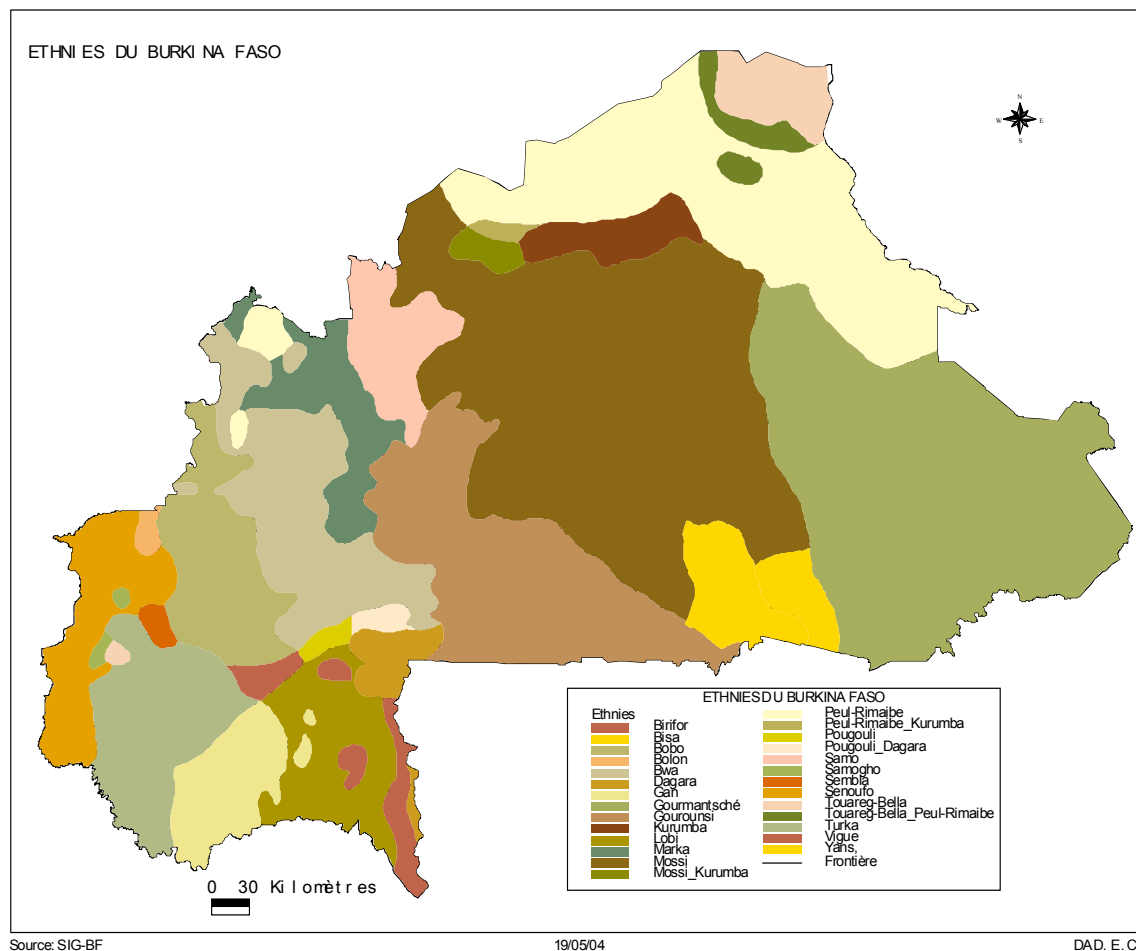 ETHNIES DU BURKINA FASO
N
W E
S
ETHNIES DU BURKINA FASO
Ethnies
Birifor
Bisa
Bobo
Bolon
Bwa
Dagara
Gan
Gourmantsché
Gourounsi
Kurumba
Lobi
Marka
Mossi
Mossi_Kurumba
Peul-Rimaibe
Peul-Rimaibe_Kurumba
Pougouli
Pougouli_Dagara
Samo
Samogho
Sembla
Senoufo
Touareg-Bella
Touareg-Bella_Peul-Rimaibe
Turka
Vigue
Yans,
Frontière
0 30 Kilomètres
Source: SIG-BF 19/05/04 DAD, E. C